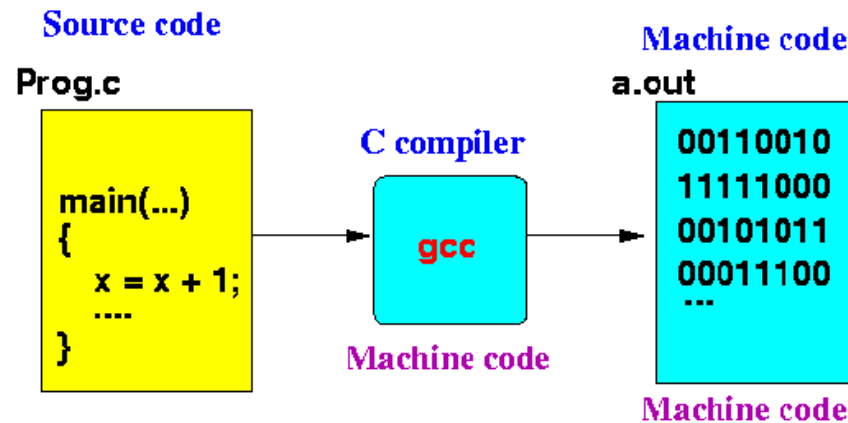 Source code
Prog.c
main(...)
{
x = x + 1;
....
}
C compiler
gcc
Machine code
Machine code
a.out
00110010
11111000
00101011
00011100
...
Machine code